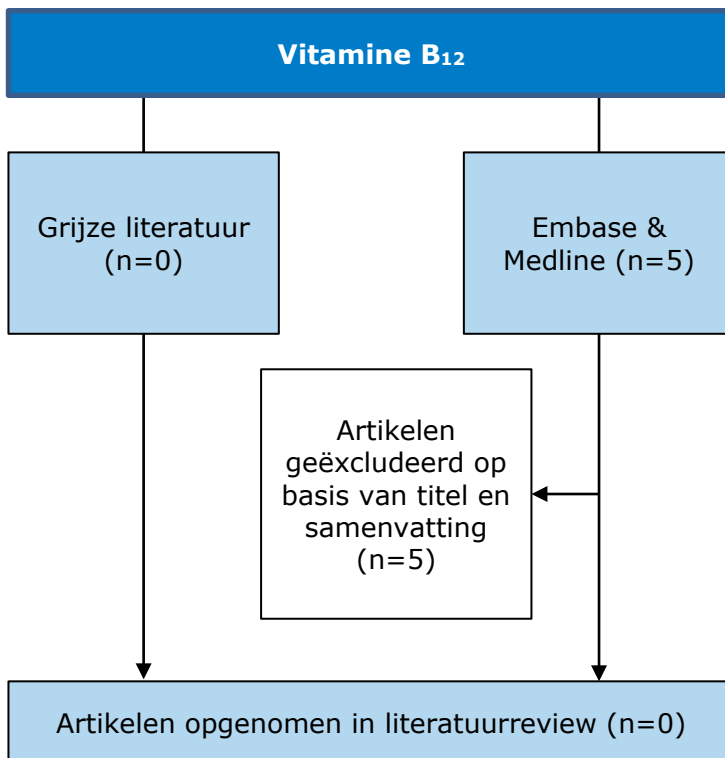 Vitamine B₁₂
Grijze literatuur
(n=0)
Embase &
Medline (n=5)
Artikelen
geëxcludeerd op
basis van titel en
samenvatting
(n=5)
Artikelen opgenomen in literatuurreview (n=0)